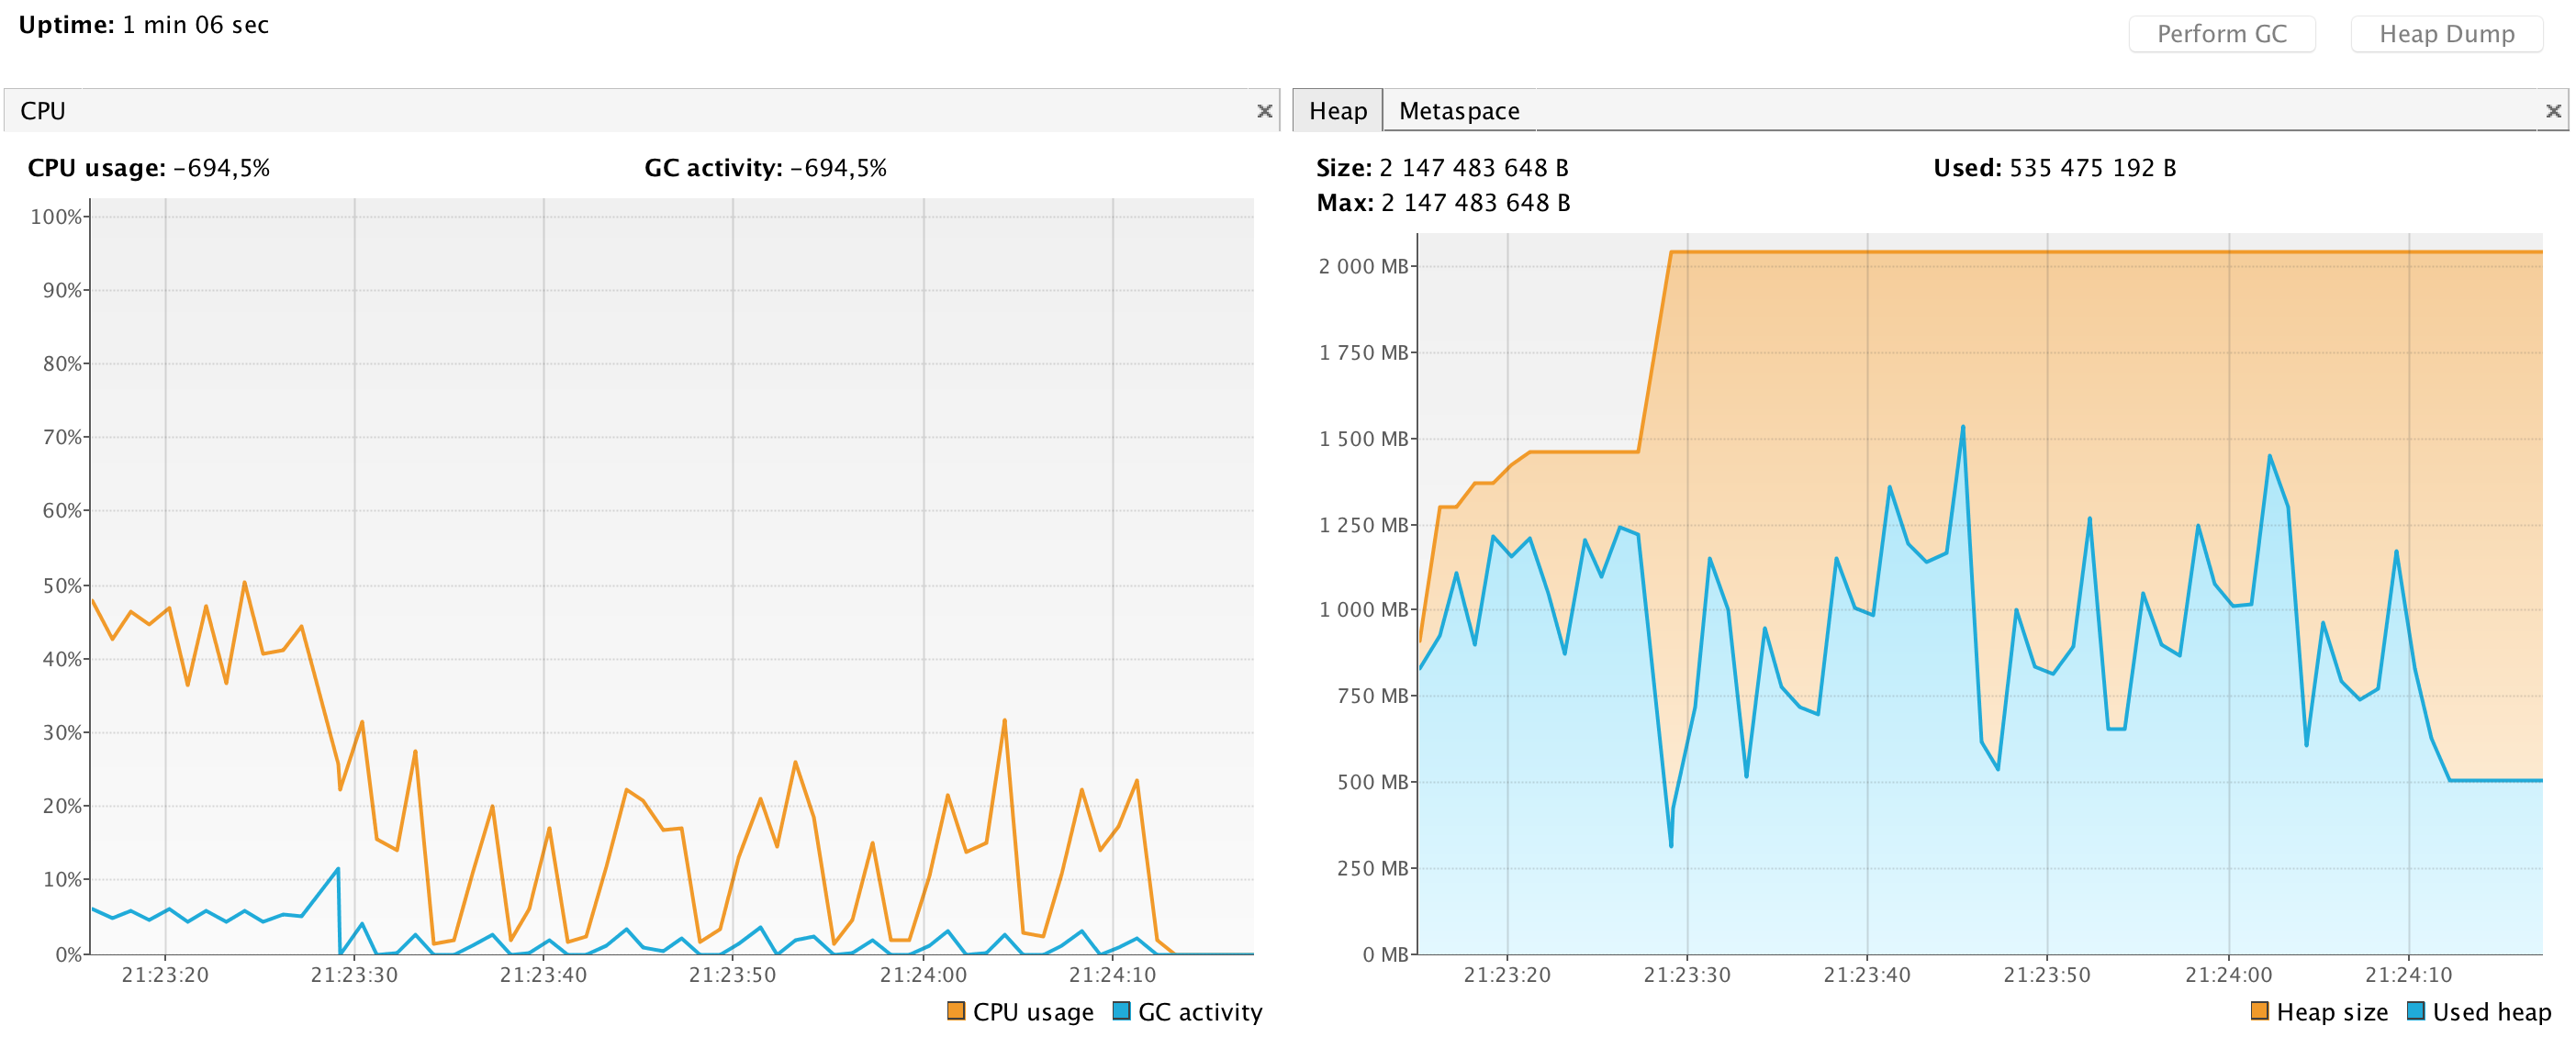 Uptime: 1 min 06 sec
Perform GC
Heap Dump
CPU
CPU usage: -694,5%
GC activity: -694,5%
100%
90%
80%
70%
60%
50%
40%
30%
20%
10%
0%
21:23:20
21:23:30
21:23:40
21:23:50
21:24:00
21:24:10
CPU usage
GC activity
Heap
Metaspace
Size: 2 147 483 648 B
Used: 535 475 192 B
Max: 2 147 483 648 B
2 000 MB
1 750 MB
1 500 MB
1 250 MB
1 000 MB
750 MB
500 MB
250 MB
0 MB
21:23:20
21:23:30
21:23:40
21:23:50
21:24:00
21:24:10
Heap size
Used heap